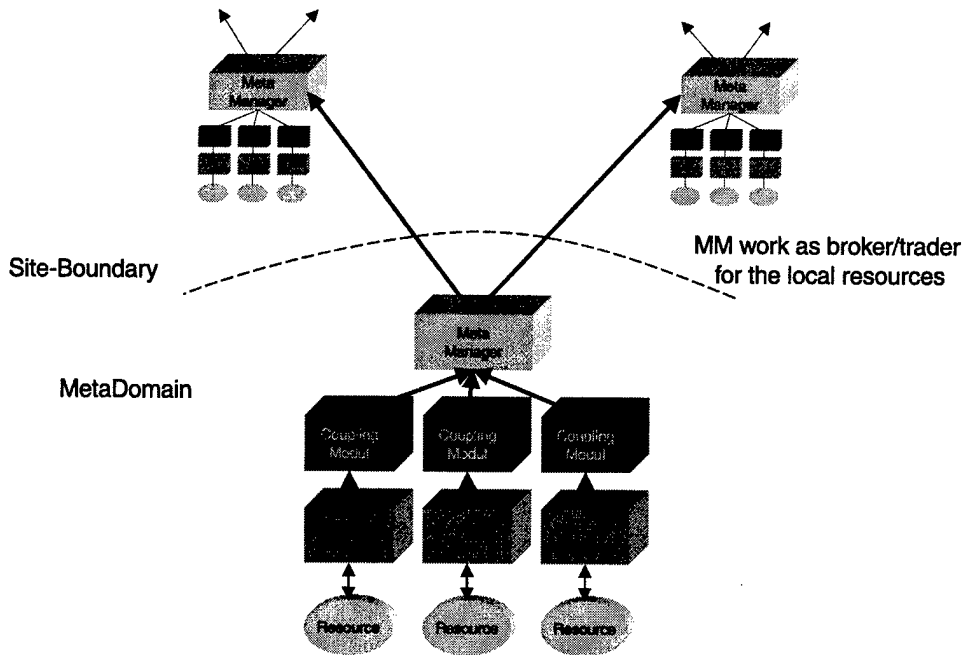 Meta
Manager
Meta
Manager
Site-Boundary
MM work as broker/trader
for the local resources
Meta
Manager
MetaDomain
Coupling
Modul
Coupling
Modul
Coupling
Modul
Resource
Resource
Resource